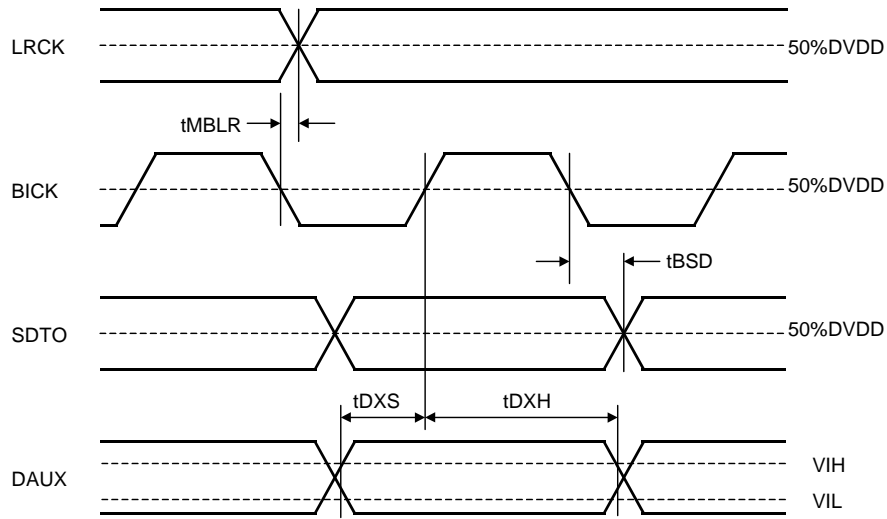 LRCK
50%DVDD
tMBLR
BICK
50%DVDD
tBSD
SDTO
50%DVDD
tDXS
tDXH
DAUX
VIH
VIL